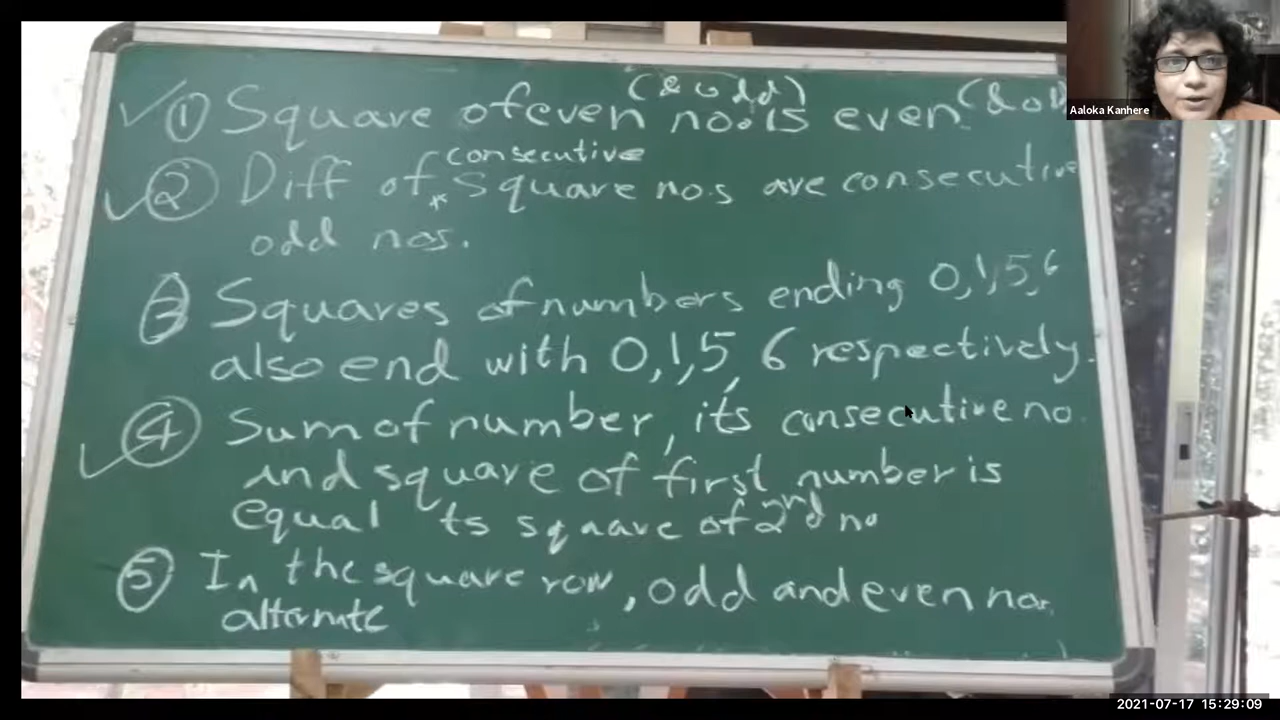 (& odd)
① Square of even no. is even (& OD
consecutive
② Diff of * square nos are consecutive
odd nos.
③ Squares of numbers ending 0,1,5,6
also end with 0,1,5,6 respectively.
④ Sum of number, its consecutive no.
and square of first number is
equal to square of 2nd no
⑤ In the square row, odd and even nos.
alternate
Aaloka Kanhere
2021-07-17 15:29:09